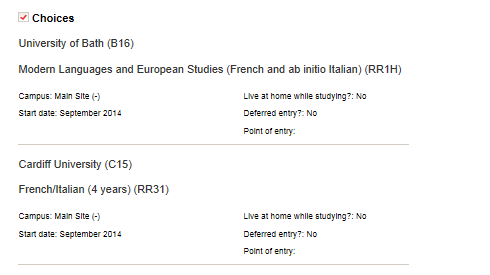 Choices
University of Bath (B16)
Modern Languages and European Studies (French and ab initio Italian) (RR1H)
Campus: Main Site (-) Live at home while studying?: No
Start date: September 2014 Deferred entry?: No
Point of entry:
Cardiff University (C15)
French/Italian (4 years) (RR31)
Campus: Main Site (-) Live at home while studying?: No
Start date: September 2014 Deferred entry?: No
Point of entry: